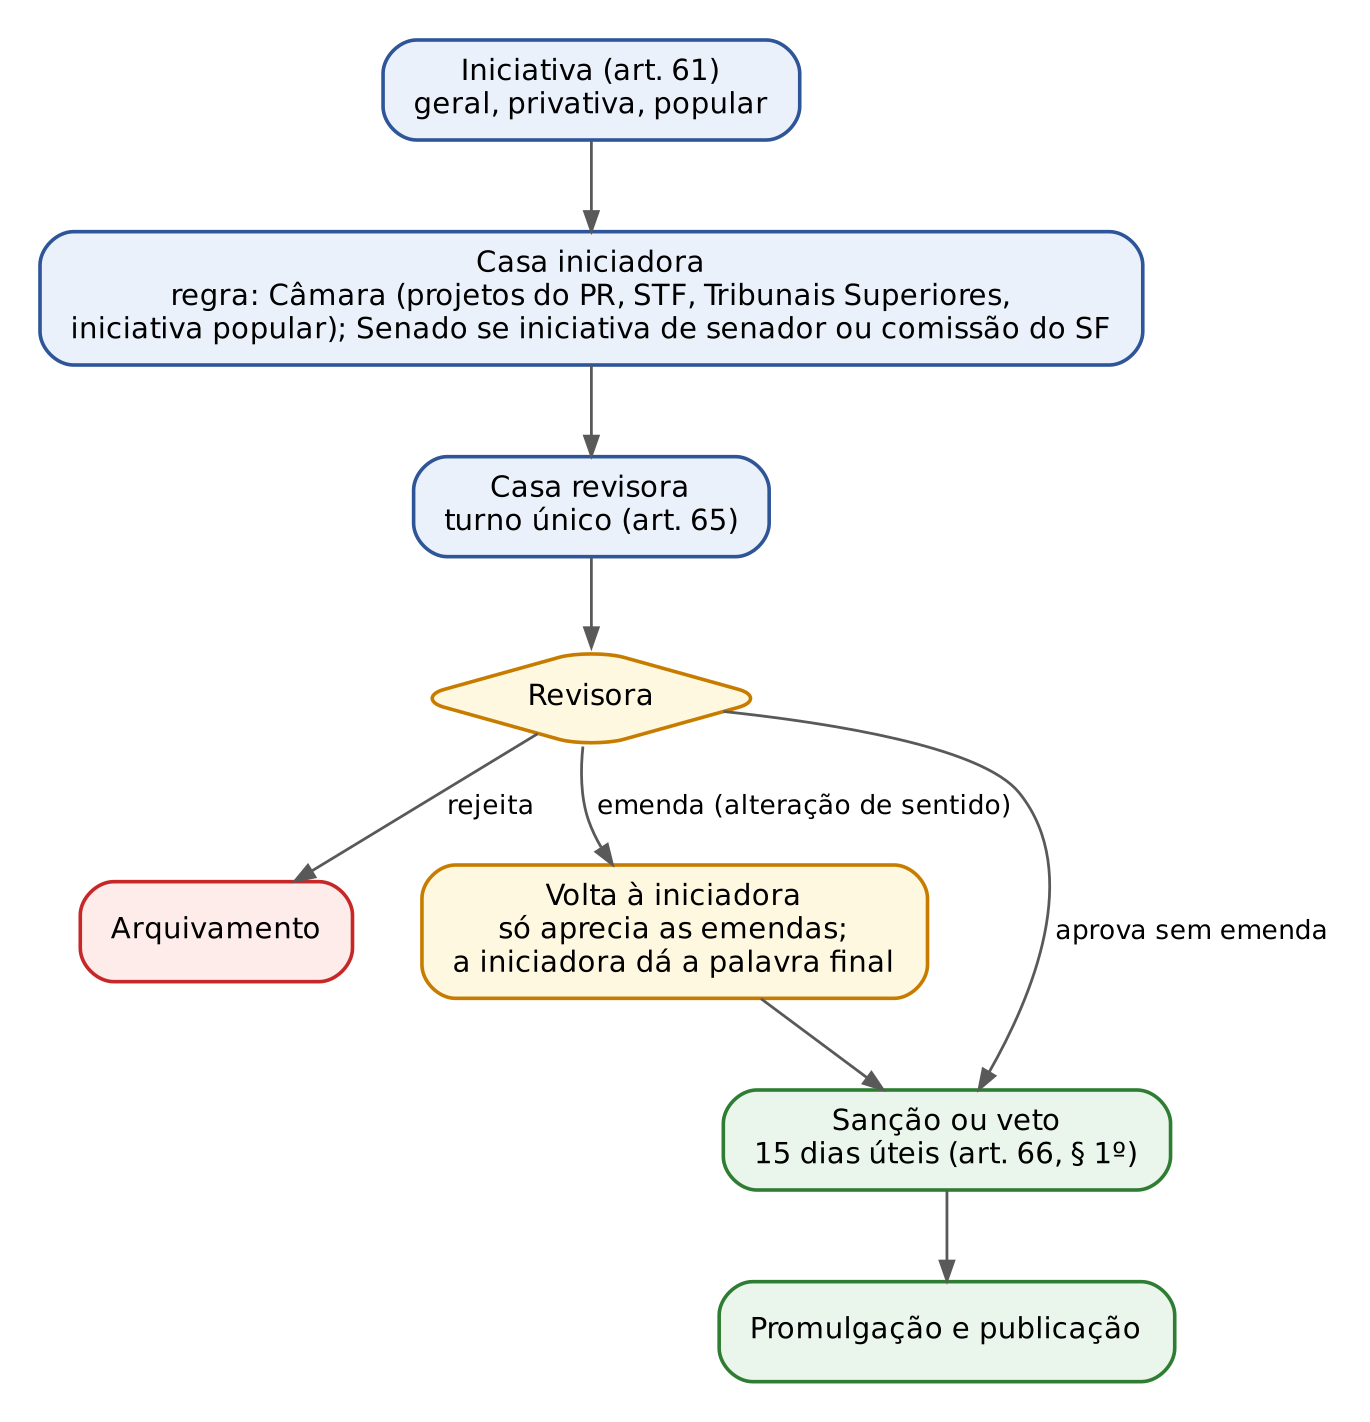 Iniciativa (art. 61)
geral, privativa, popular
Casa iniciadora
regra: Câmara (projetos do PR, STF, Tribunais Superiores,
iniciativa popular); Senado se iniciativa de senador ou comissão do SF
Casa revisora
turno único (art. 65)
Revisora
rejeita
emenda (alteração de sentido)
Arquivamento
Volta à iniciadora
só aprecia as emendas;
a iniciadora dá a palavra final
aprova sem emenda
Sanção ou veto
15 dias úteis (art. 66, § 1º)
Promulgação e publicação